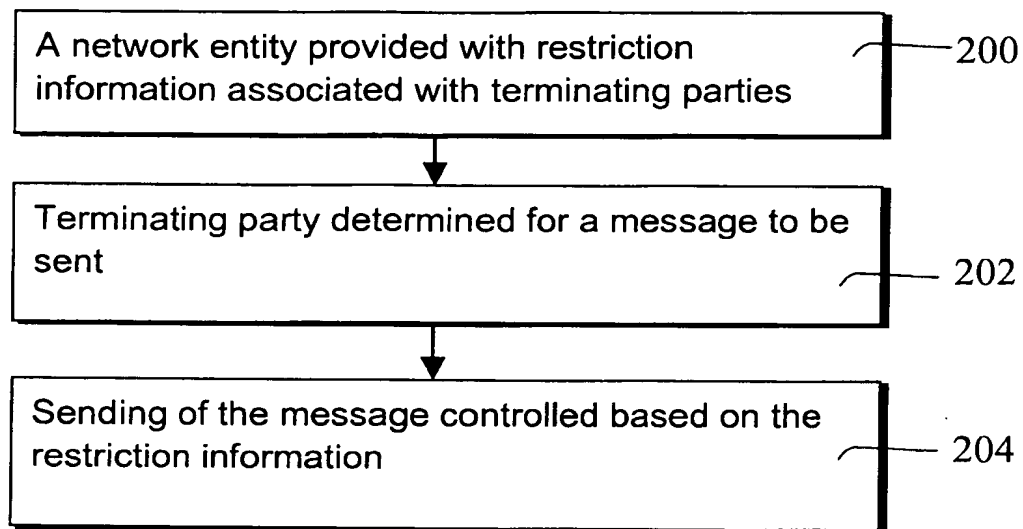 A network entity provided with restriction
information associated with terminating parties
200
Terminating party determined for a message to be
sent
202
Sending of the message controlled based on the
restriction information
204